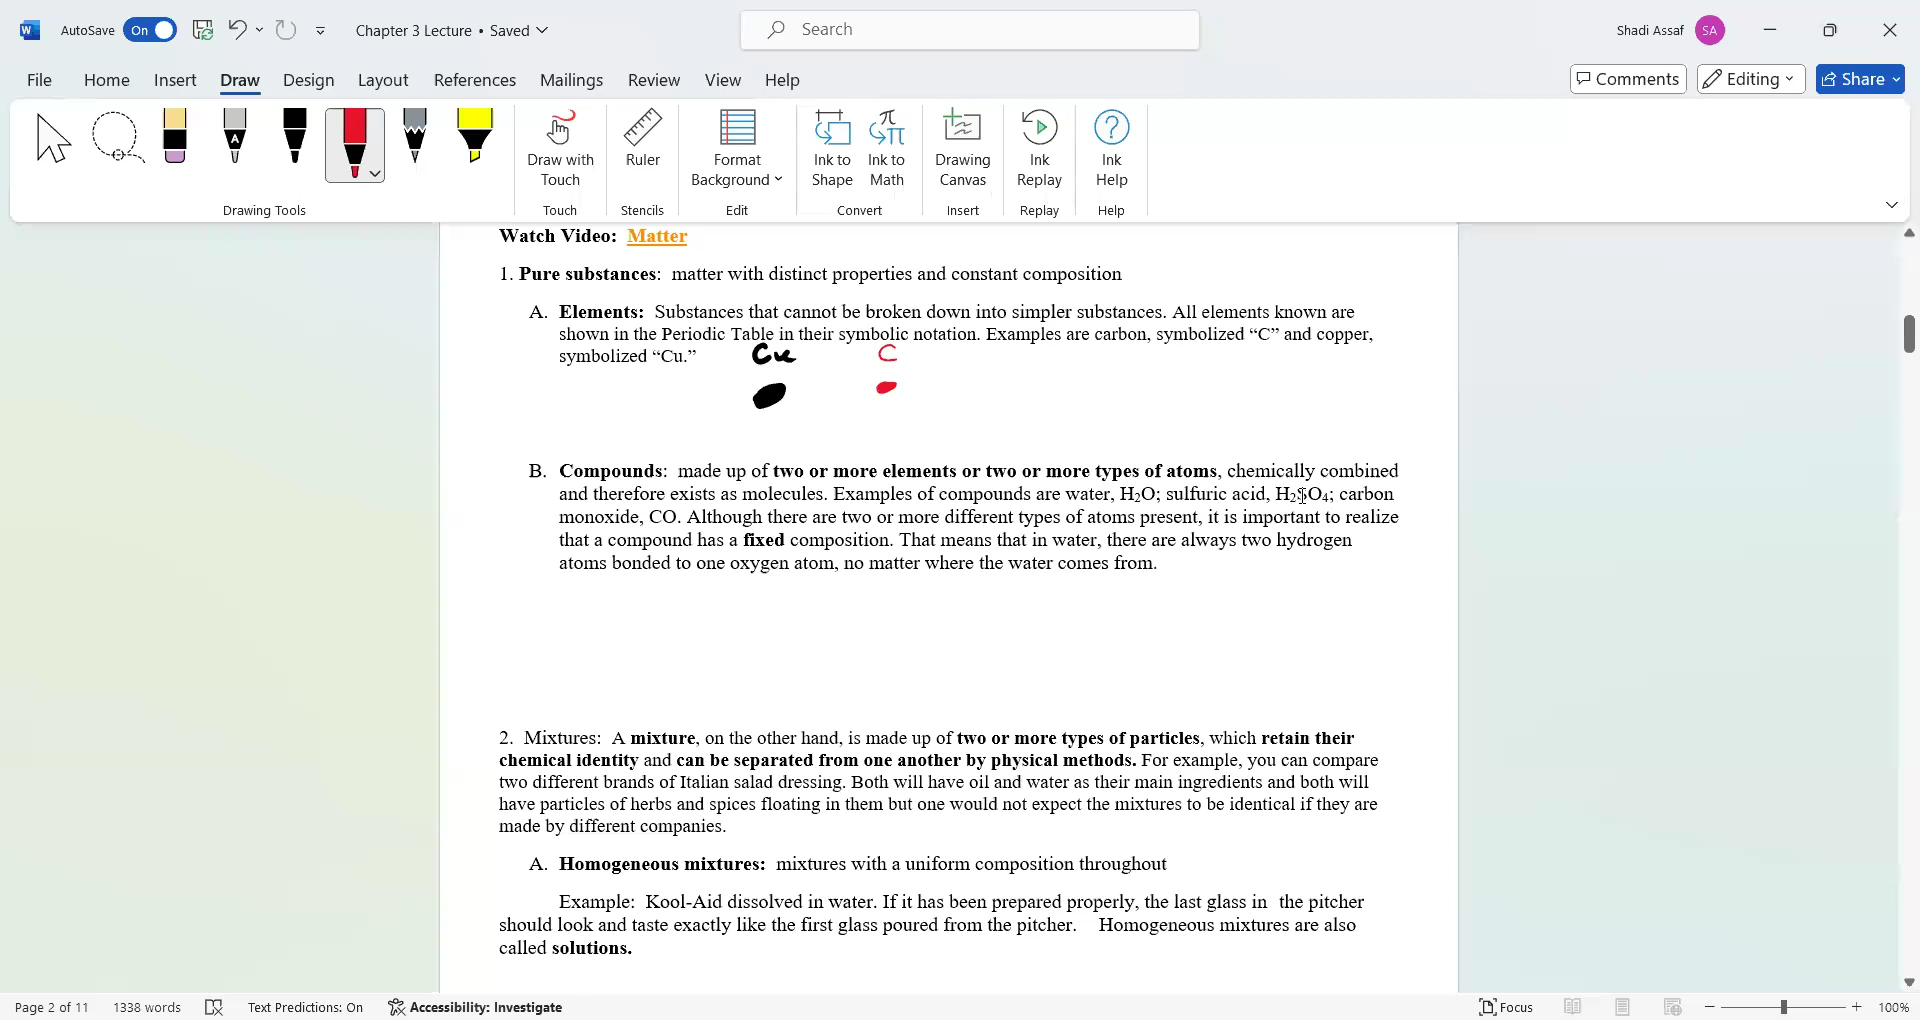 AutoSave On Chapter 3 Lecture • Saved Search Shadi Assaf SA
File Home Insert Draw Design Layout References Mailings Review View Help Comments Editing Share
A
Draw with Touch Ruler Format Background Ink to Shape Ink to Math Drawing Canvas Ink Replay Ink Help
Drawing Tools Touch Stencils Edit Convert Insert Replay Help
Watch Video: Matter
1. Pure substances: matter with distinct properties and constant composition
A. Elements: Substances that cannot be broken down into simpler substances. All elements known are
shown in the Periodic Table in their symbolic notation. Examples are carbon, symbolized “C” and copper,
symbolized “Cu.” Cu C
B. Compounds: made up of two or more elements or two or more types of atoms, chemically combined
and therefore exists as molecules. Examples of compounds are water, H₂O; sulfuric acid, H₂SO₄; carbon
monoxide, CO. Although there are two or more different types of atoms present, it is important to realize
that a compound has a fixed composition. That means that in water, there are always two hydrogen
atoms bonded to one oxygen atom, no matter where the water comes from.
2. Mixtures: A mixture, on the other hand, is made up of two or more types of particles, which retain their
chemical identity and can be separated from one another by physical methods. For example, you can compare
two different brands of Italian salad dressing. Both will have oil and water as their main ingredients and both will
have particles of herbs and spices floating in them but one would not expect the mixtures to be identical if they are
made by different companies.
A. Homogeneous mixtures: mixtures with a uniform composition throughout
Example: Kool-Aid dissolved in water. If it has been prepared properly, the last glass in the pitcher
should look and taste exactly like the first glass poured from the pitcher. Homogeneous mixtures are also
called solutions.
Page 2 of 11 1338 words Text Predictions: On Accessibility: Investigate Focus 100%